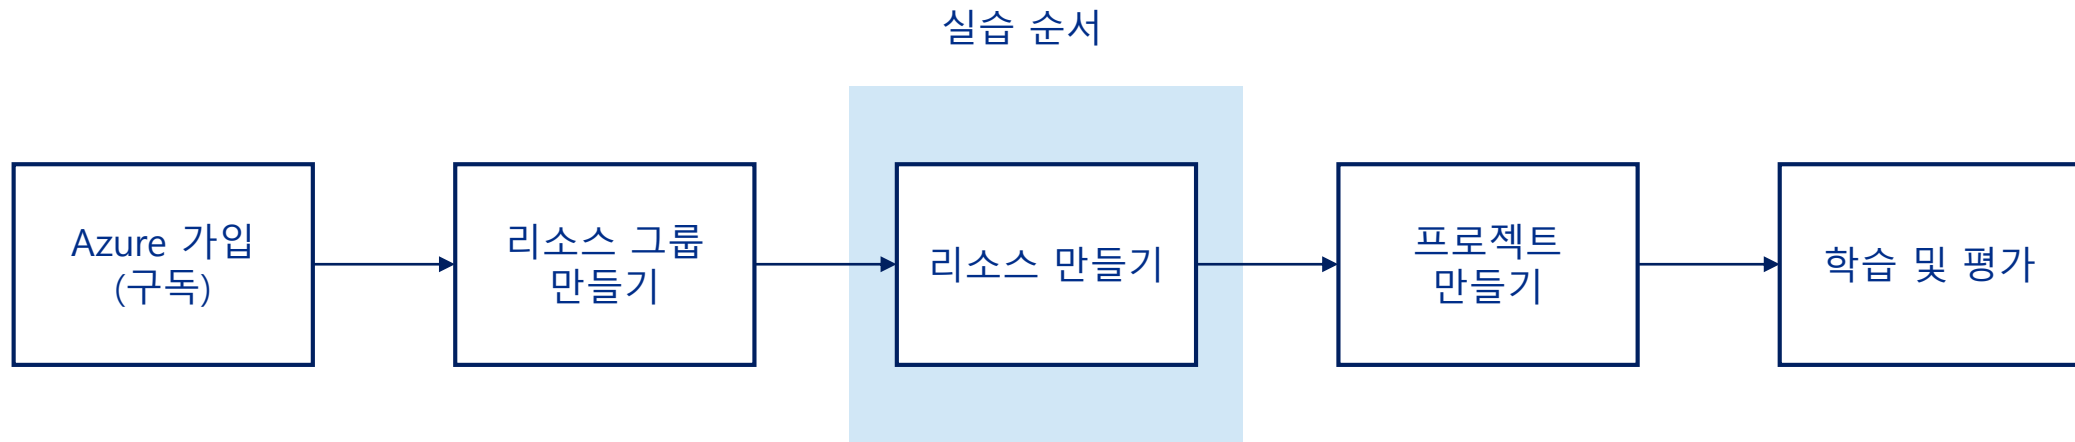 실습 순서
Azure 가입
(구독)
리소스 그룹
만들기
리소스 만들기
프로젝트
만들기
학습 및 평가